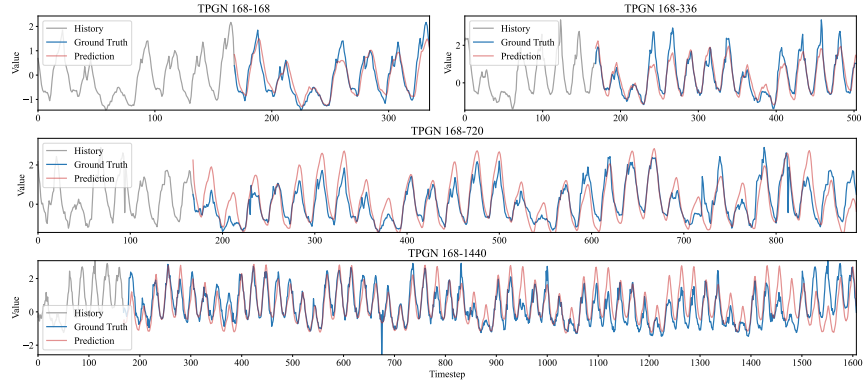 TPGN 168-168
Value
2
1
0
−1
History
Ground Truth
Prediction
0 100 200 300
TPGN 168-336
Value
2
0
History
Ground Truth
Prediction
0 100 200 300 400 500
TPGN 168-720
Value
2
0
History
Ground Truth
Prediction
0 100 200 300 400 500 600 700 800
TPGN 168-1440
Value
2
0
−2
History
Ground Truth
Prediction
0 100 200 300 400 500 600 700 800 900 1000 1100 1200 1300 1400 1500 1600
Timestep